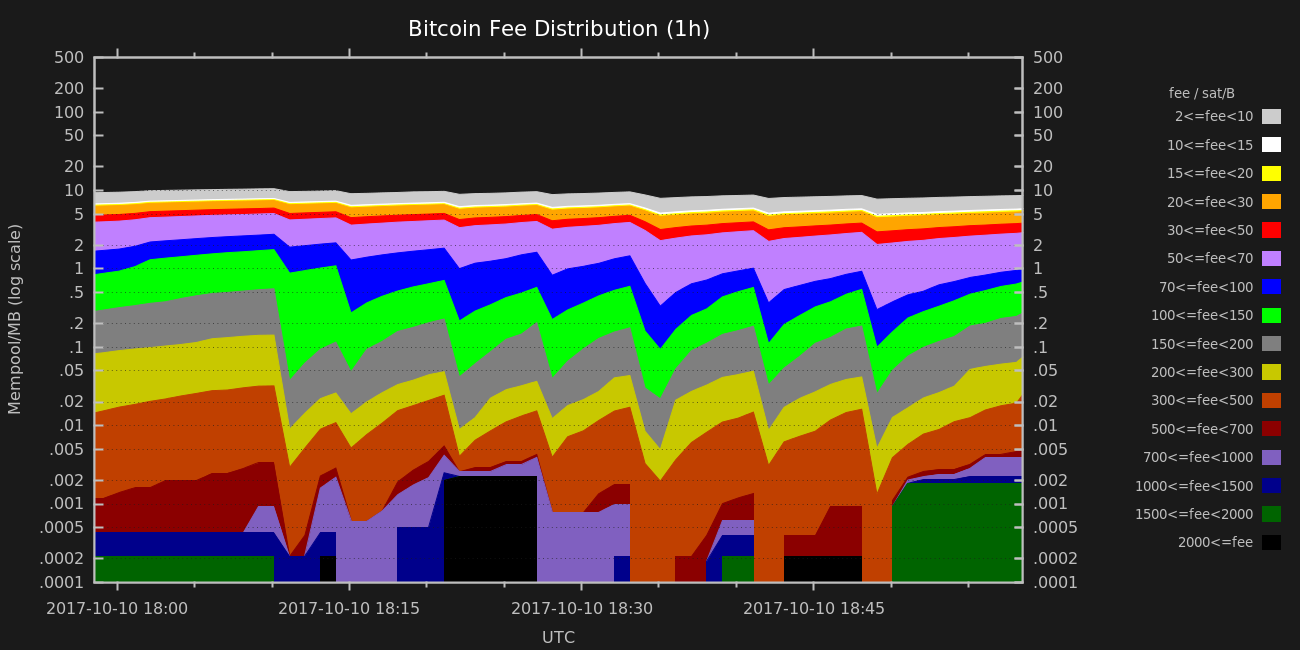 Bitcoin Fee Distribution (1h)
500
200
100
50
20
10
5
2
1
.5
.2
.1
.05
.02
.01
.005
.002
.001
.0005
.0002
.0001
Mempool/MB (log scale)
500
200
100
50
20
10
5
2
1
.5
.2
.1
.05
.02
.01
.005
.002
.001
.0005
.0002
.0001
2017-10-10 18:00
2017-10-10 18:15
2017-10-10 18:30
2017-10-10 18:45
UTC
fee / sat/B
2<=fee<10
10<=fee<15
15<=fee<20
20<=fee<30
30<=fee<50
50<=fee<70
70<=fee<100
100<=fee<150
150<=fee<200
200<=fee<300
300<=fee<500
500<=fee<700
700<=fee<1000
1000<=fee<1500
1500<=fee<2000
2000<=fee